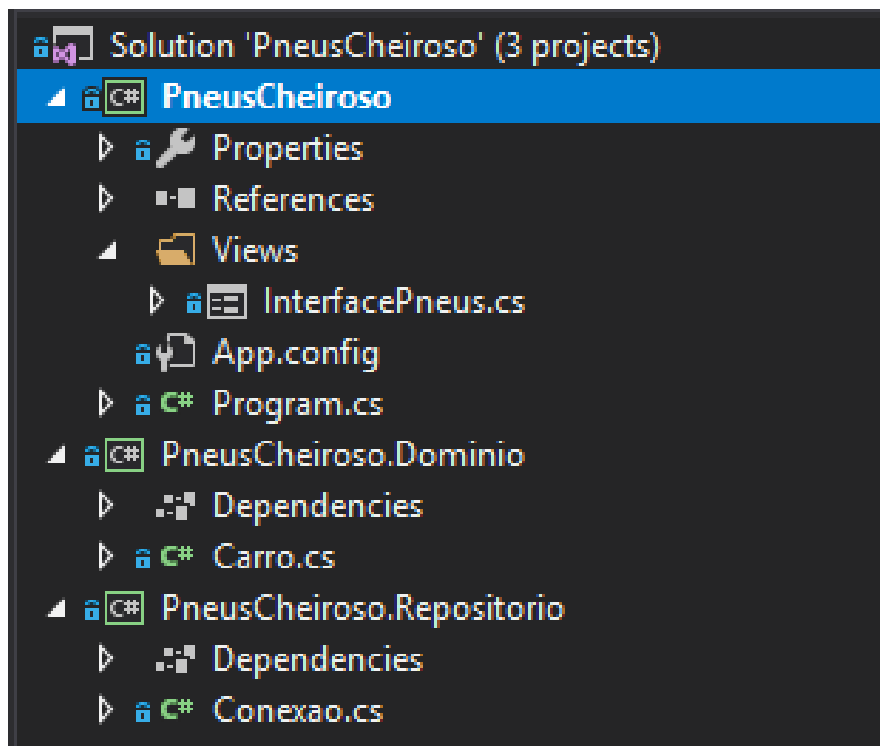 Solution 'PneusCheiroso' (3 projects)
C# PneusCheiroso
Properties
References
Views
InterfacePneus.cs
App.config
C# Program.cs
C# PneusCheiroso.Dominio
Dependencies
C# Carro.cs
C# PneusCheiroso.Repositorio
Dependencies
C# Conexao.cs